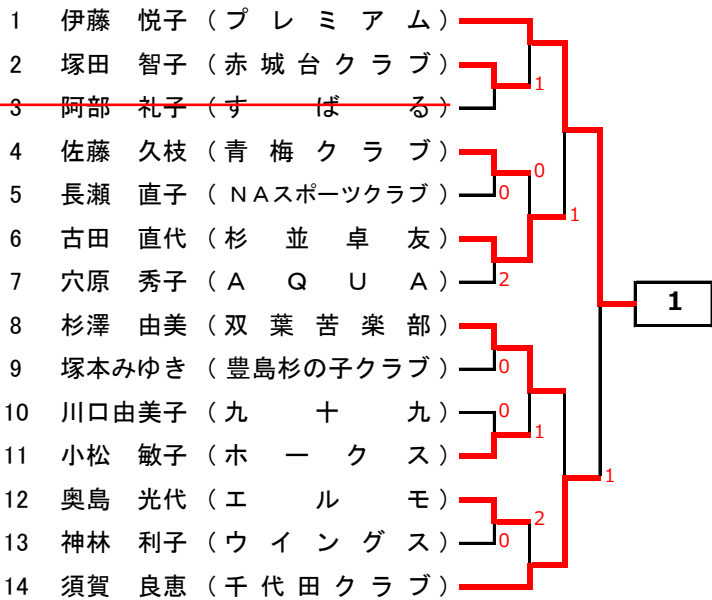 1 伊藤 悦子 (プレミアム)
2 塚田 智子 (赤城台クラブ)
1
3 阿部 礼子 (すばる)
4 佐藤 久枝 (青梅クラブ)
0
5 長瀬 直子 (NAスポーツクラブ)
0
1
6 古田 直代 (杉並卓友)
7 穴原 秀子 (AQUA)
2
1
8 杉澤 由美 (双葉苦楽部)
9 塚本みゆき (豊島杉の子クラブ)
0
10 川口由美子 (九十九)
0
1
11 小松 敏子 (ホークス)
1
12 奥島 光代 (エルモ)
2
13 神林 利子 (ウイングス)
0
14 須賀 良恵 (千代田クラブ)